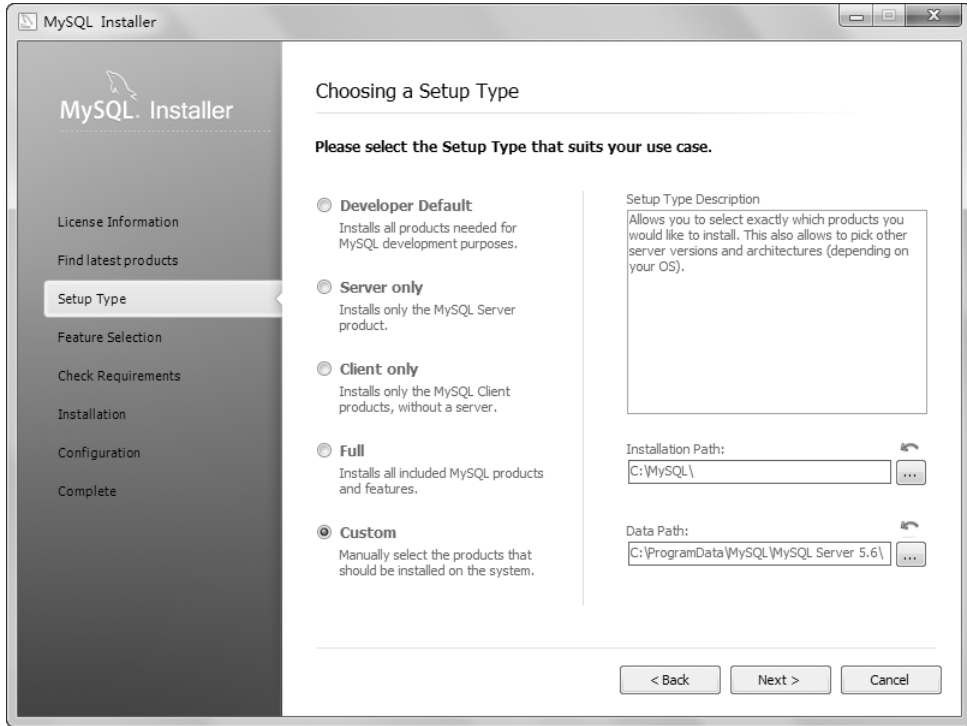 MySQL Installer
MySQL. Installer
License Information
Find latest products
Setup Type
Feature Selection
Check Requirements
Installation
Configuration
Complete
Choosing a Setup Type
Please select the Setup Type that suits your use case.
Developer Default
Installs all products needed for
MySQL development purposes.
Server only
Installs only the MySQL Server
product.
Client only
Installs only the MySQL Client
products, without a server.
Full
Installs all included MySQL products
and features.
Custom
Manually select the products that
should be installed on the system.
Setup Type Description
Allows you to select exactly which products you
would like to install. This also allows to pick other
server versions and architectures (depending on
your OS).
Installation Path:
C:\MySQL\
...
Data Path:
C:\ProgramData\MySQL\MySQL Server 5.6\
...
< Back
Next >
Cancel